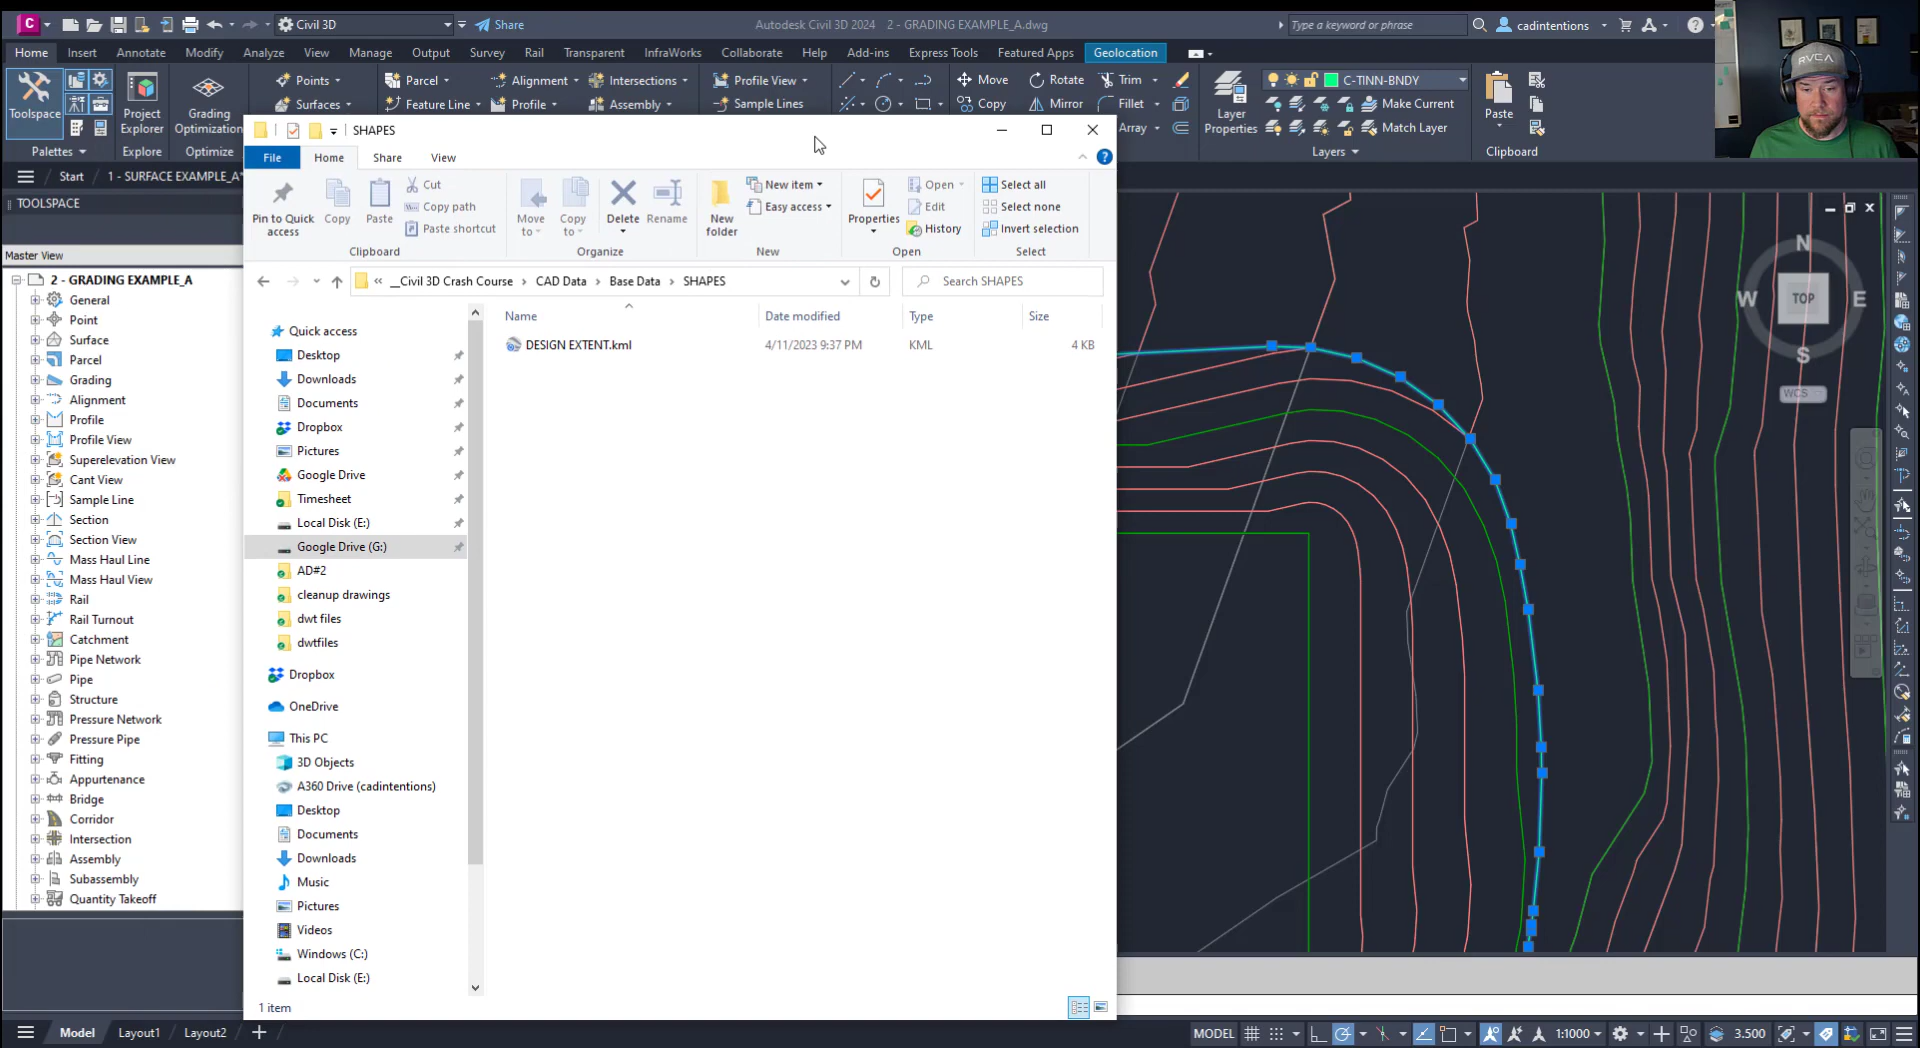 Civil 3D
Share
Autodesk Civil 3D 2024 2 - GRADING EXAMPLE_A.dwg
Type a keyword or phrase
cadintentions
Home Insert Annotate Modify Analyze View Manage Output Survey Rail Transparent InfraWorks Collaborate Help Add-ins Express Tools Featured Apps Geolocation
Points Parcel Alignment Intersections Profile View Move Rotate Trim C-TINN-BNDY
Surfaces Feature Line Profile Assembly Sample Lines Copy Mirror Fillet Make Current
Toolspace Project Explorer Grading Optimization Array Layer Properties Match Layer Paste
Palettes Explore Optimize Layers Clipboard
SHAPES
File Home Share View
Start 1 - SURFACE EXAMPLE_A*
TOOLSPACE
Cut
Copy path
Paste shortcut
Pin to Quick access Copy Paste
Move to Copy to Delete Rename
New folder
New item
Easy access
Properties
Open
Edit
History
Select all
Select none
Invert selection
Clipboard Organize New Open Select
Master View
« __Civil 3D Crash Course › CAD Data › Base Data › SHAPES
Search SHAPES
Name Date modified Type Size
DESIGN EXTENT.kml 4/11/2023 9:37 PM KML 4 KB
2 - GRADING EXAMPLE_A
General
Point
Surface
Parcel
Grading
Alignment
Profile
Profile View
Superelevation View
Cant View
Sample Line
Section
Section View
Mass Haul Line
Mass Haul View
Rail
Rail Turnout
Catchment
Pipe Network
Pipe
Structure
Pressure Network
Pressure Pipe
Fitting
Appurtenance
Bridge
Corridor
Intersection
Assembly
Subassembly
Quantity Takeoff
Quick access
Desktop
Downloads
Documents
Dropbox
Pictures
Google Drive
Timesheet
Local Disk (E:)
Google Drive (G:)
AD#2
cleanup drawings
dwt files
dwtfiles
Dropbox
OneDrive
This PC
3D Objects
A360 Drive (cadintentions)
Desktop
Documents
Downloads
Music
Pictures
Videos
Windows (C:)
Local Disk (E:)
1 item
N
W TOP E
S
WCS
RVCA
Model Layout1 Layout2
MODEL 1:1000 3.500